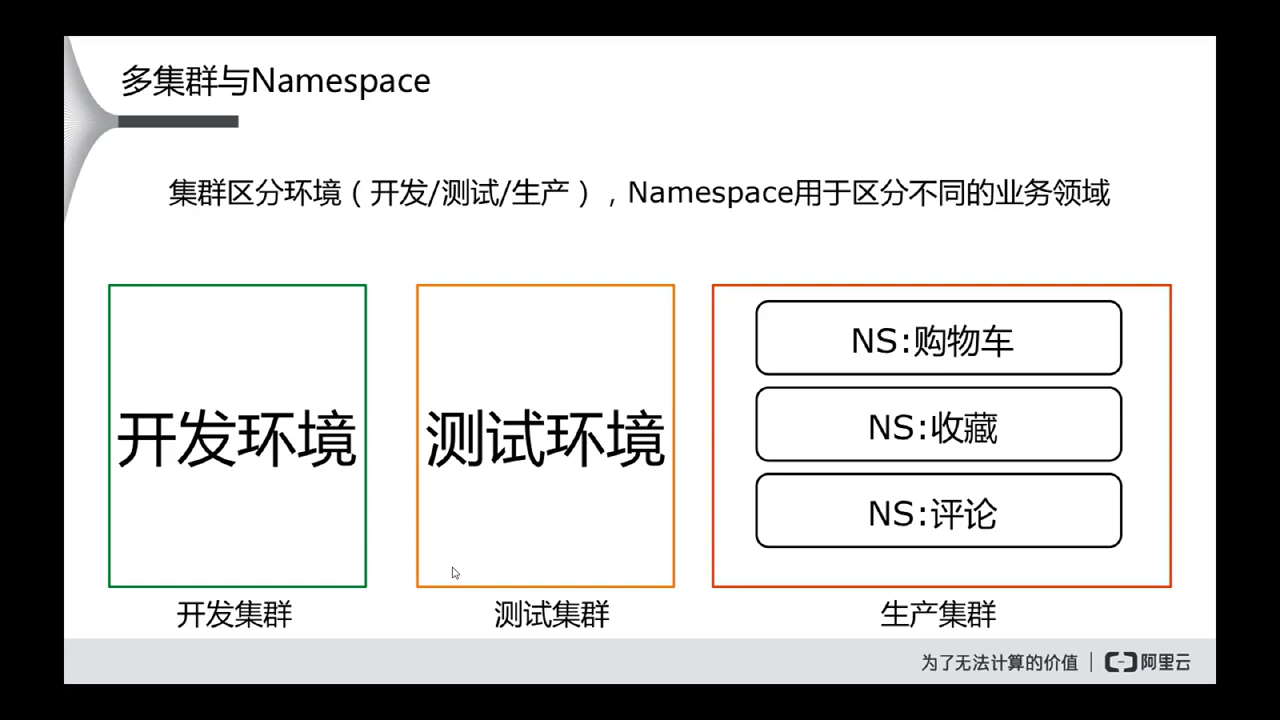 多集群与Namespace
集群区分环境（开发/测试/生产），Namespace用于区分不同的业务领域
开发环境
测试环境
NS:购物车
NS:收藏
NS:评论
开发集群
测试集群
生产集群
为了无法计算的价值 | 阿里云